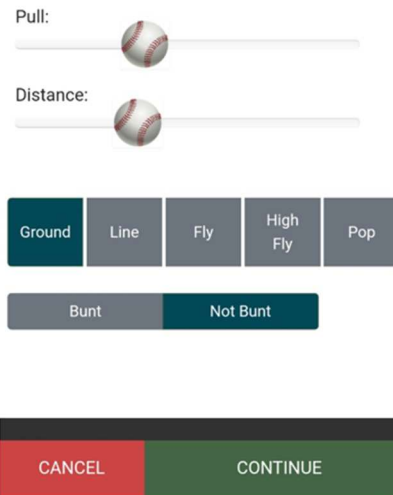 Pull:
Distance:
Ground
Line
Fly
High
Fly
Pop
Bunt
Not Bunt
CANCEL
CONTINUE